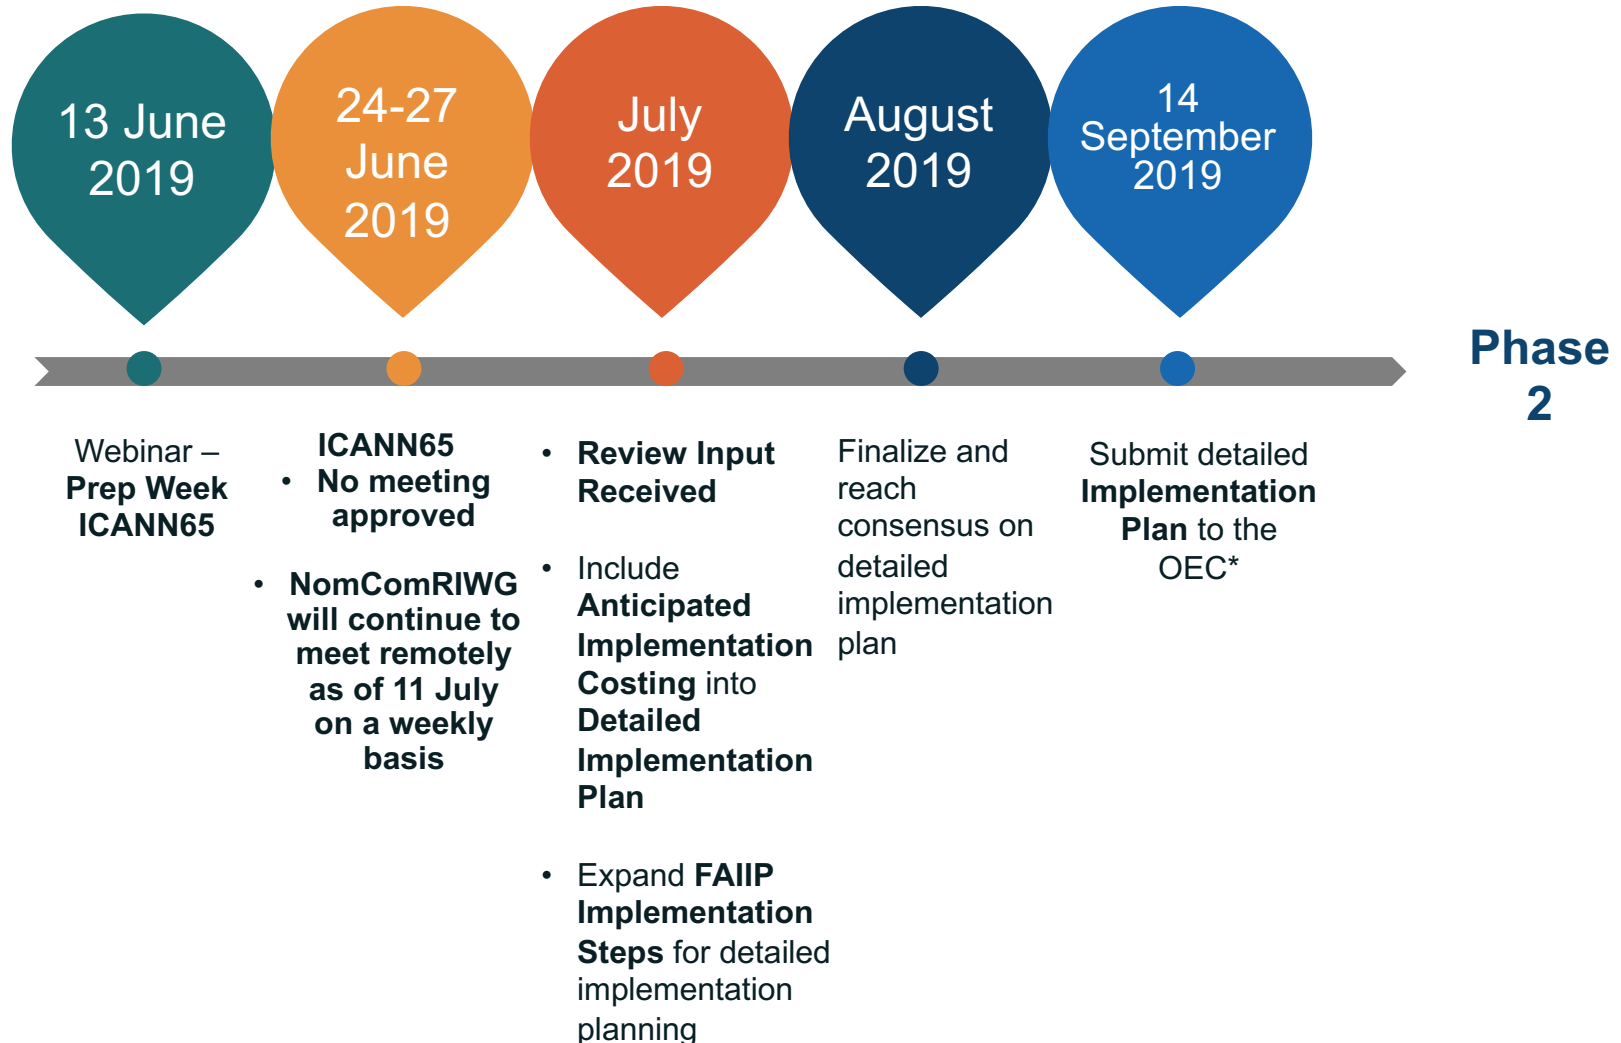 13 June
2019
24-27
June
2019
July
2019
August
2019
14
September
2019
Phase
2
Webinar –
Prep Week
ICANN65
ICANN65
• No meeting
approved
• NomComRIWG
will continue to
meet remotely
as of 11 July
on a weekly
basis
• Review Input
Received
• Include
Anticipated
Implementation
Costing into
Detailed
Implementation
Plan
• Expand FAIIP
Implementation
Steps for detailed
implementation
planning
Finalize and
reach
consensus on
detailed
implementation
plan
Submit detailed
Implementation
Plan to the
OEC*